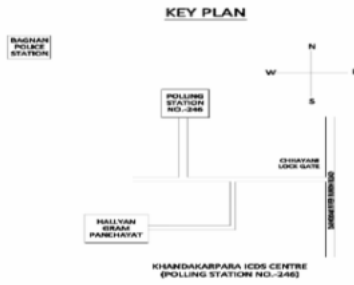 KEY PLAN
BAGNAN
POLICE
STATION
N
W
S
POLLING
STATION
NO.-246
CHHAYANI
LOCK GATE
HALLYAN
GRAM
PANCHAYAT
KHANDAKARPARA ICDS CENTRE
(POLLING STATION NO.-246)